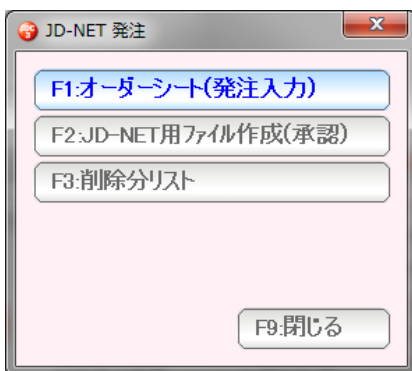 JD-NET 発注
F1:オーダーシート(発注入力)
F2:JD-NET用ファイル作成(承認)
F3:削除分リスト
F9:閉じる